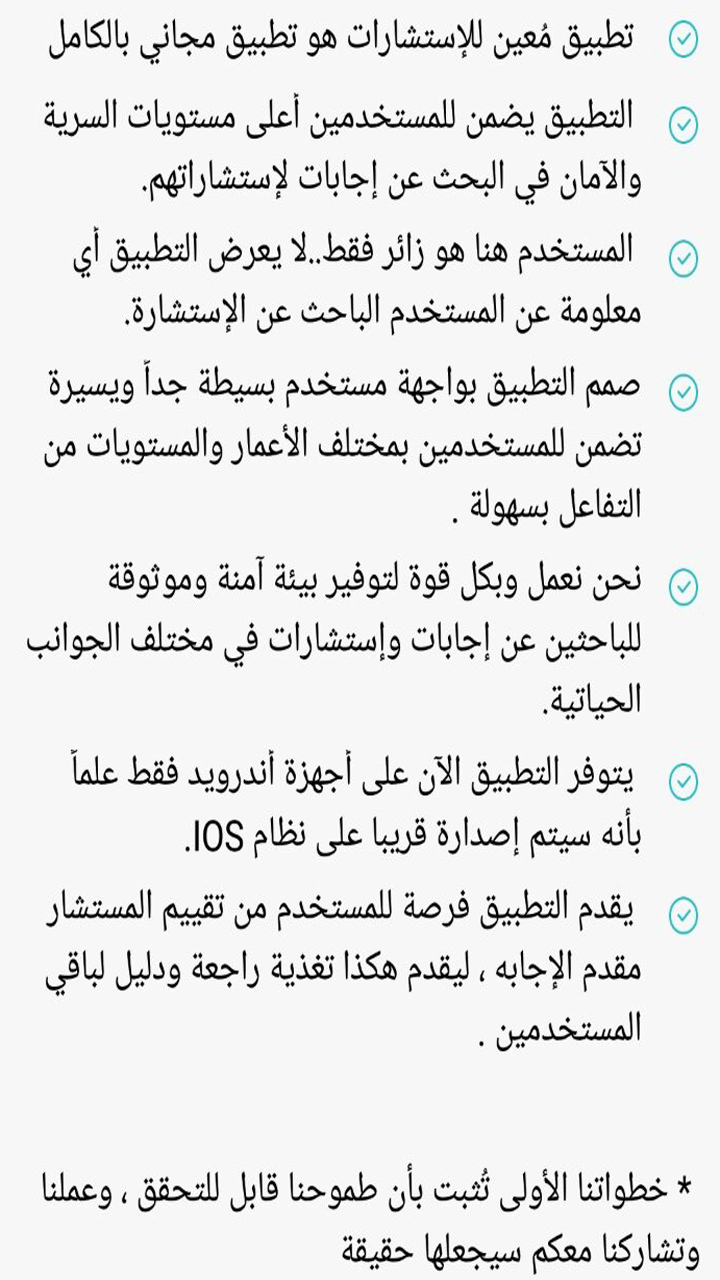 تطبيق مُعين للإستشارات هو تطبيق مجاني بالكامل
التطبيق يضمن للمستخدمين أعلى مستويات السرية
والآمان في البحث عن إجابات لإستشاراتهم.
المستخدم هنا هو زائر فقط..لا يعرض التطبيق أي
معلومة عن المستخدم الباحث عن الإستشارة.
صمم التطبيق بواجهة مستخدم بسيطة جداً ويسيرة
تضمن للمستخدمين بمختلف الأعمار والمستويات من
التفاعل بسهولة .
نحن نعمل وبكل قوة لتوفير بيئة آمنة وموثوقة
للباحثين عن إجابات وإستشارات في مختلف الجوانب
الحياتية.
يتوفر التطبيق الآن على أجهزة أندرويد فقط علماً
بأنه سيتم إصدارة قريبا على نظام IOS.
يقدم التطبيق فرصة للمستخدم من تقييم المستشار
مقدم الإجابه ، ليقدم هكذا تغذية راجعة ودليل لباقي
المستخدمين .
* خطواتنا الأولى تُثبت بأن طموحنا قابل للتحقق ، وعملنا
وتشاركنا معكم سيجعلها حقيقة